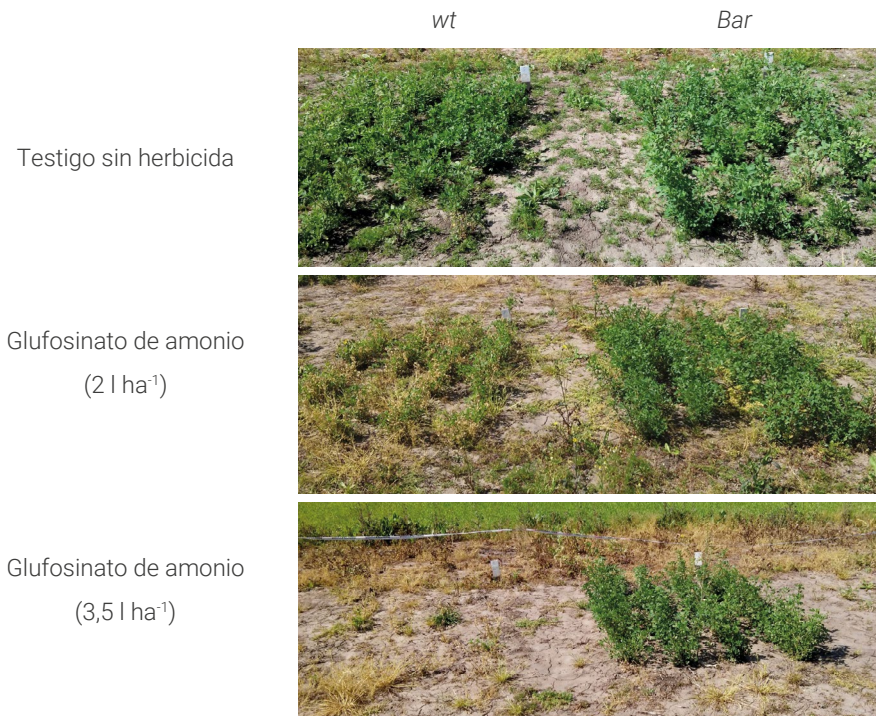 wt
Bar
Testigo sin herbicida
Glufosinato de amonio
(2 l ha⁻¹)
Glufosinato de amonio
(3,5 l ha⁻¹)